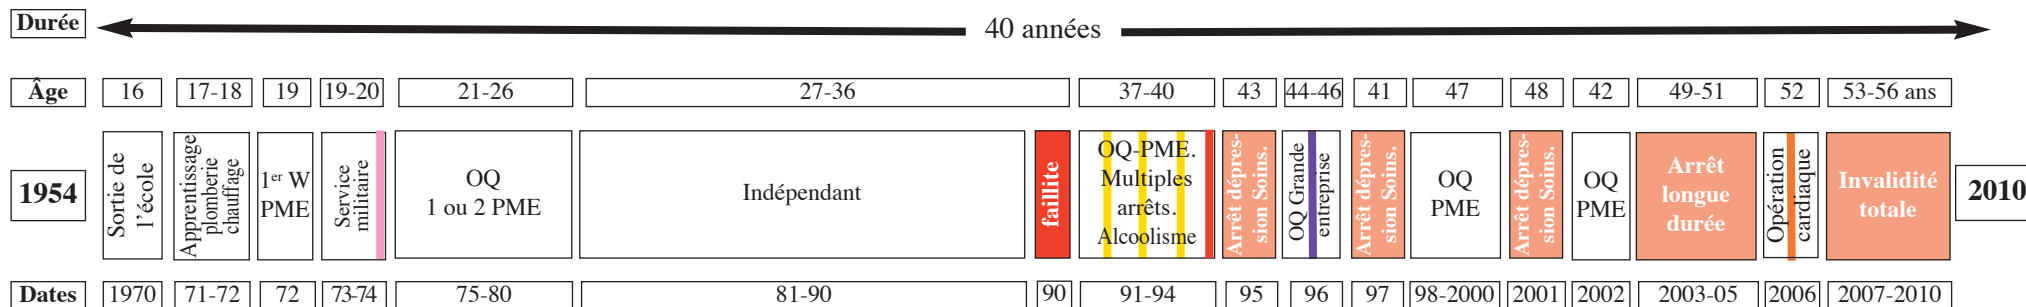 Durée
40 années
Âge
16
17-18
19
19-20
21-26
27-36
37-40
43
44-46
41
47
48
42
49-51
52
53-56 ans
1954
Sortie de
l'école
Apprentissage
plomberie
chauffage
1er W
PME
Service
militaire
OQ
1 ou 2 PME
Indépendant
faillite
OQ-PME.
Multiples
arrêts.
Alcoolisme
Arrêt dépres-
sion Soins.
OQ Grande
entreprise
Arrêt dépres-
sion Soins.
OQ
PME
Arrêt dépres-
sion Soins.
OQ
PME
Arrêt
longue
durée
Opération
cardiaque
Invalidité
totale
2010
Dates
1970
71-72
72
73-74
75-80
81-90
90
91-94
95
96
97
98-2000
2001
2002
2003-05
2006
2007-2010